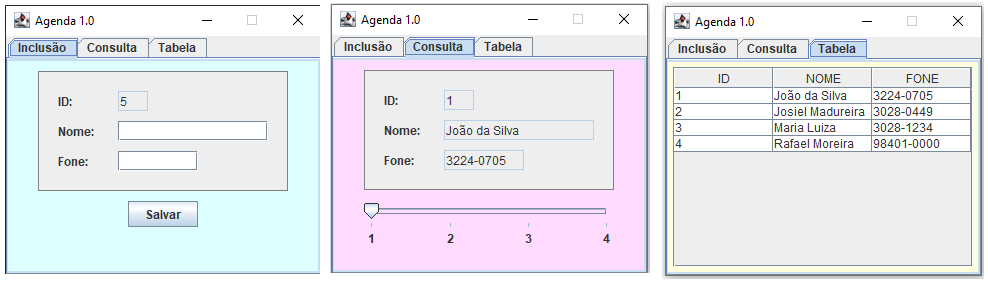 Agenda 1.0
Inclusão Consulta Tabela
ID: 5
Nome:
Fone:
Salvar
Agenda 1.0
Inclusão Consulta Tabela
ID: 1
Nome: João da Silva
Fone: 3224-0705
1 2 3 4
Agenda 1.0
Inclusão Consulta Tabela
ID NOME FONE
1 João da Silva 3224-0705
2 Josiel Madureira 3028-0449
3 Maria Luiza 3028-1234
4 Rafael Moreira 98401-0000